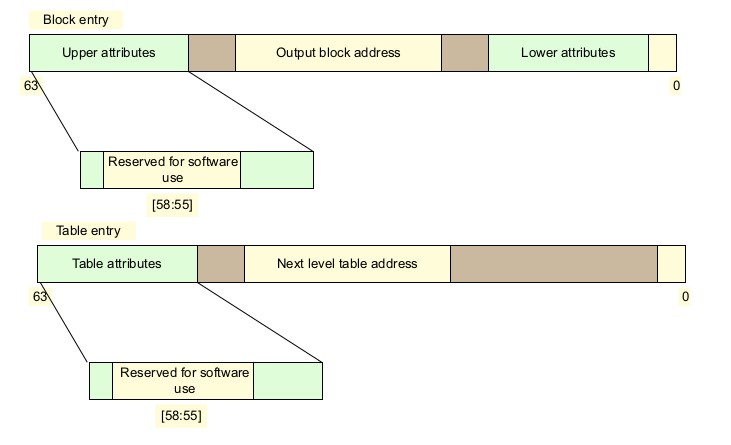 Block entry
Upper attributes
Output block address
Lower attributes
63
0
Reserved for software
use
[58:55]
Table entry
Table attributes
Next level table address
63
0
Reserved for software
use
[58:55]